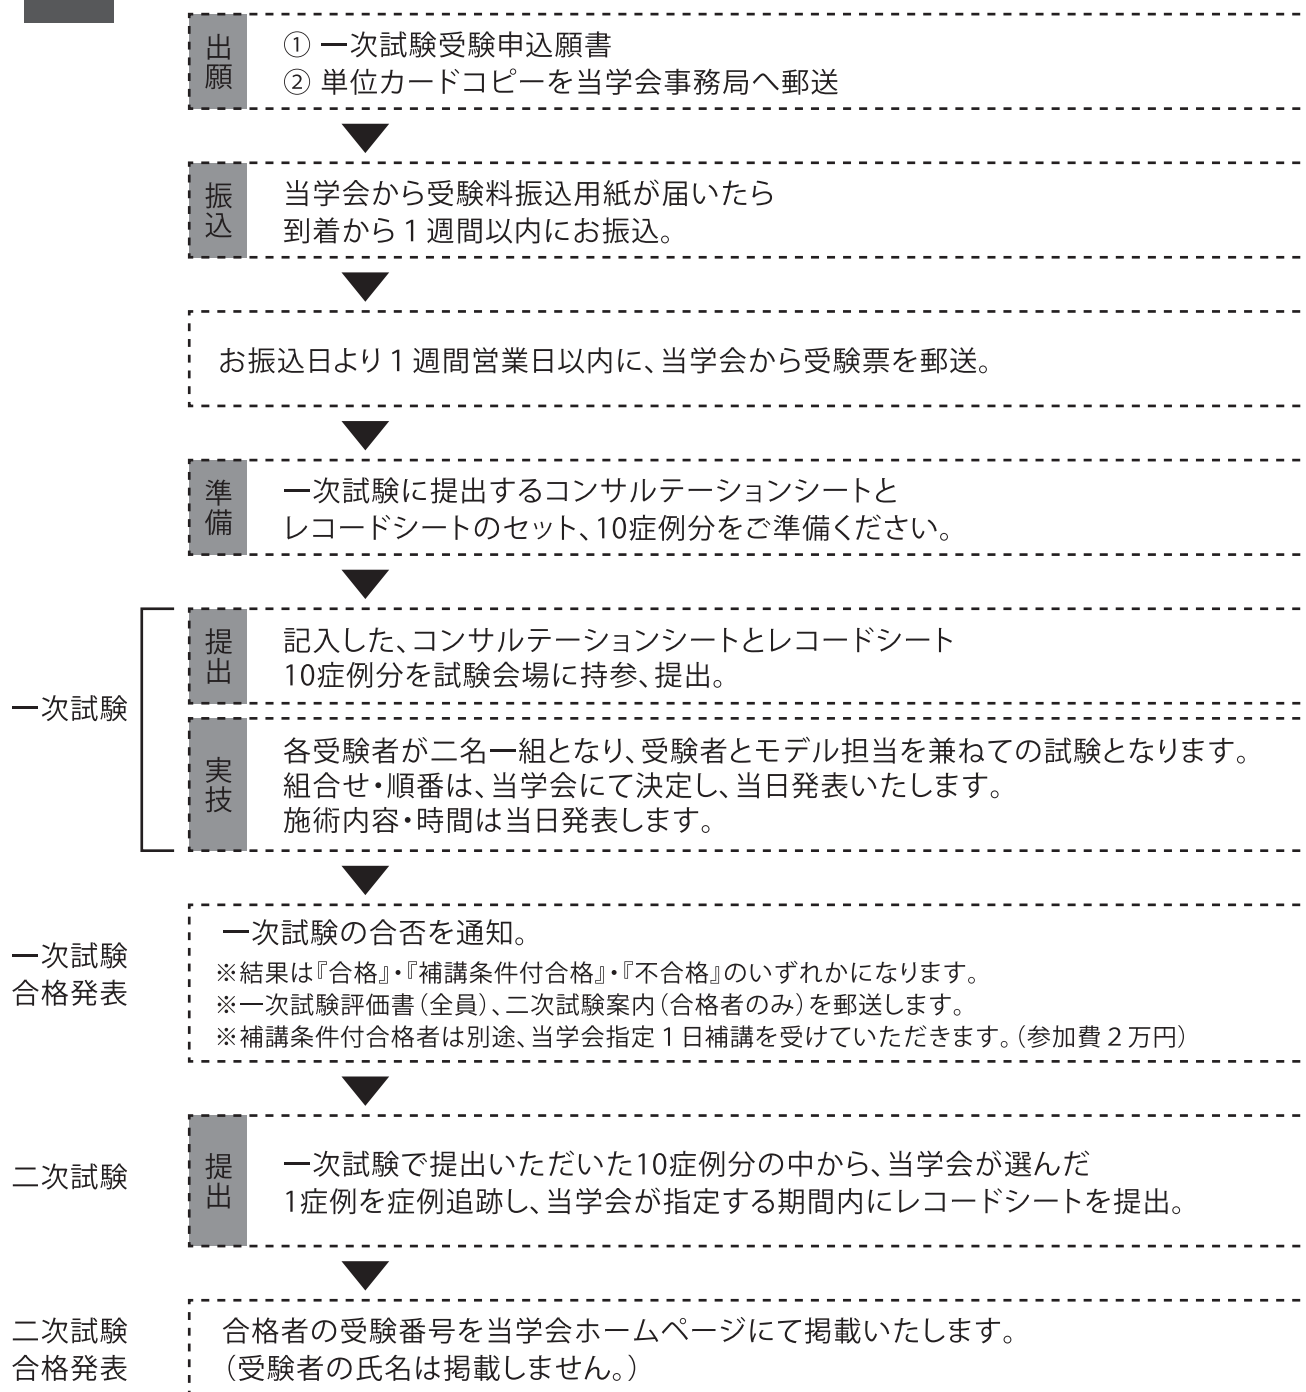 出願
① 一次試験受験申込願書
② 単位カードコピーを当学会事務局へ郵送
振込
当学会から受験料振込用紙が届いたら
到着から１週間以内にお振込。
お振込日より１週間営業日以内に、当学会から受験票を郵送。
準備
一次試験に提出するコンサルテーションシートと
レコードシートのセット、10症例分をご準備ください。
一次試験
提出
記入した、コンサルテーションシートとレコードシート
10症例分を試験会場に持参、提出。
実技
各受験者が二名一組となり、受験者とモデル担当を兼ねての試験となります。
組合せ・順番は、当学会にて決定し、当日発表いたします。
施術内容・時間は当日発表します。
一次試験
合格発表
一次試験の合否を通知。
※結果は『合格』・『補講条件付合格』・『不合格』のいずれかになります。
※一次試験評価書（全員）、二次試験案内（合格者のみ）を郵送します。
※補講条件付合格者は別途、当学会指定１日補講を受けていただきます。（参加費２万円）
二次試験
提出
一次試験で提出いただいた10症例分の中から、当学会が選んだ
1症例を症例追跡し、当学会が指定する期間内にレコードシートを提出。
二次試験
合格発表
合格者の受験番号を当学会ホームページにて掲載いたします。
（受験者の氏名は掲載しません。）